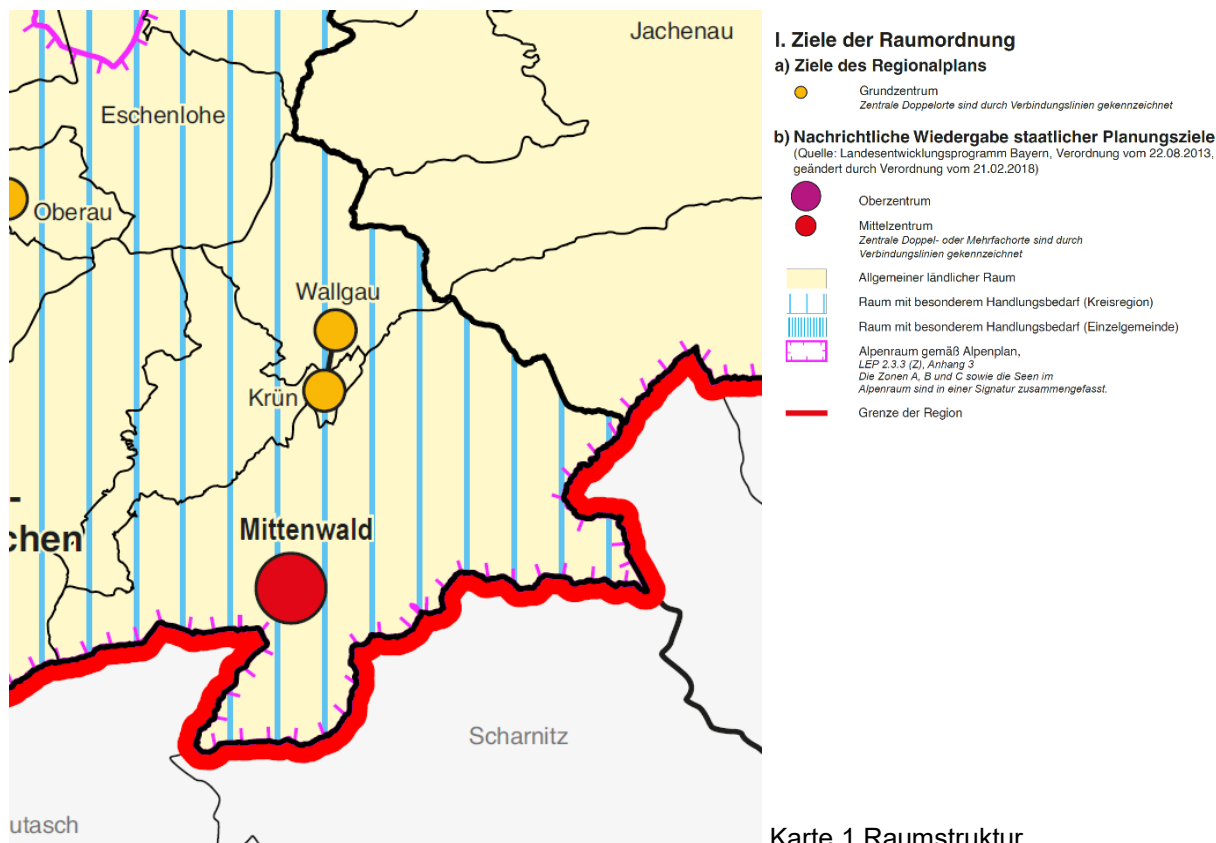 Jachenau
Eschenlohe
Oberau
Wallgau
Krün
-
chen
Mittenwald
Scharnitz
utasch
I. Ziele der Raumordnung
a) Ziele des Regionalplans
Grundzentrum
Zentrale Doppelorte sind durch Verbindungslinien gekennzeichnet
b) Nachrichtliche Wiedergabe staatlicher Planungsziele
(Quelle: Landesentwicklungsprogramm Bayern, Verordnung vom 22.08.2013,
geändert durch Verordnung vom 21.02.2018)
Oberzentrum
Mittelzentrum
Zentrale Doppel- oder Mehrfachorte sind durch
Verbindungslinien gekennzeichnet
Allgemeiner ländlicher Raum
Raum mit besonderem Handlungsbedarf (Kreisregion)
Raum mit besonderem Handlungsbedarf (Einzelgemeinde)
Alpenraum gemäß Alpenplan,
LEP 2.3.3 (Z), Anhang 3
Die Zonen A, B und C sowie die Seen im
Alpenraum sind in einer Signatur zusammengefasst.
Grenze der Region
Karte 1 Raumstruktur